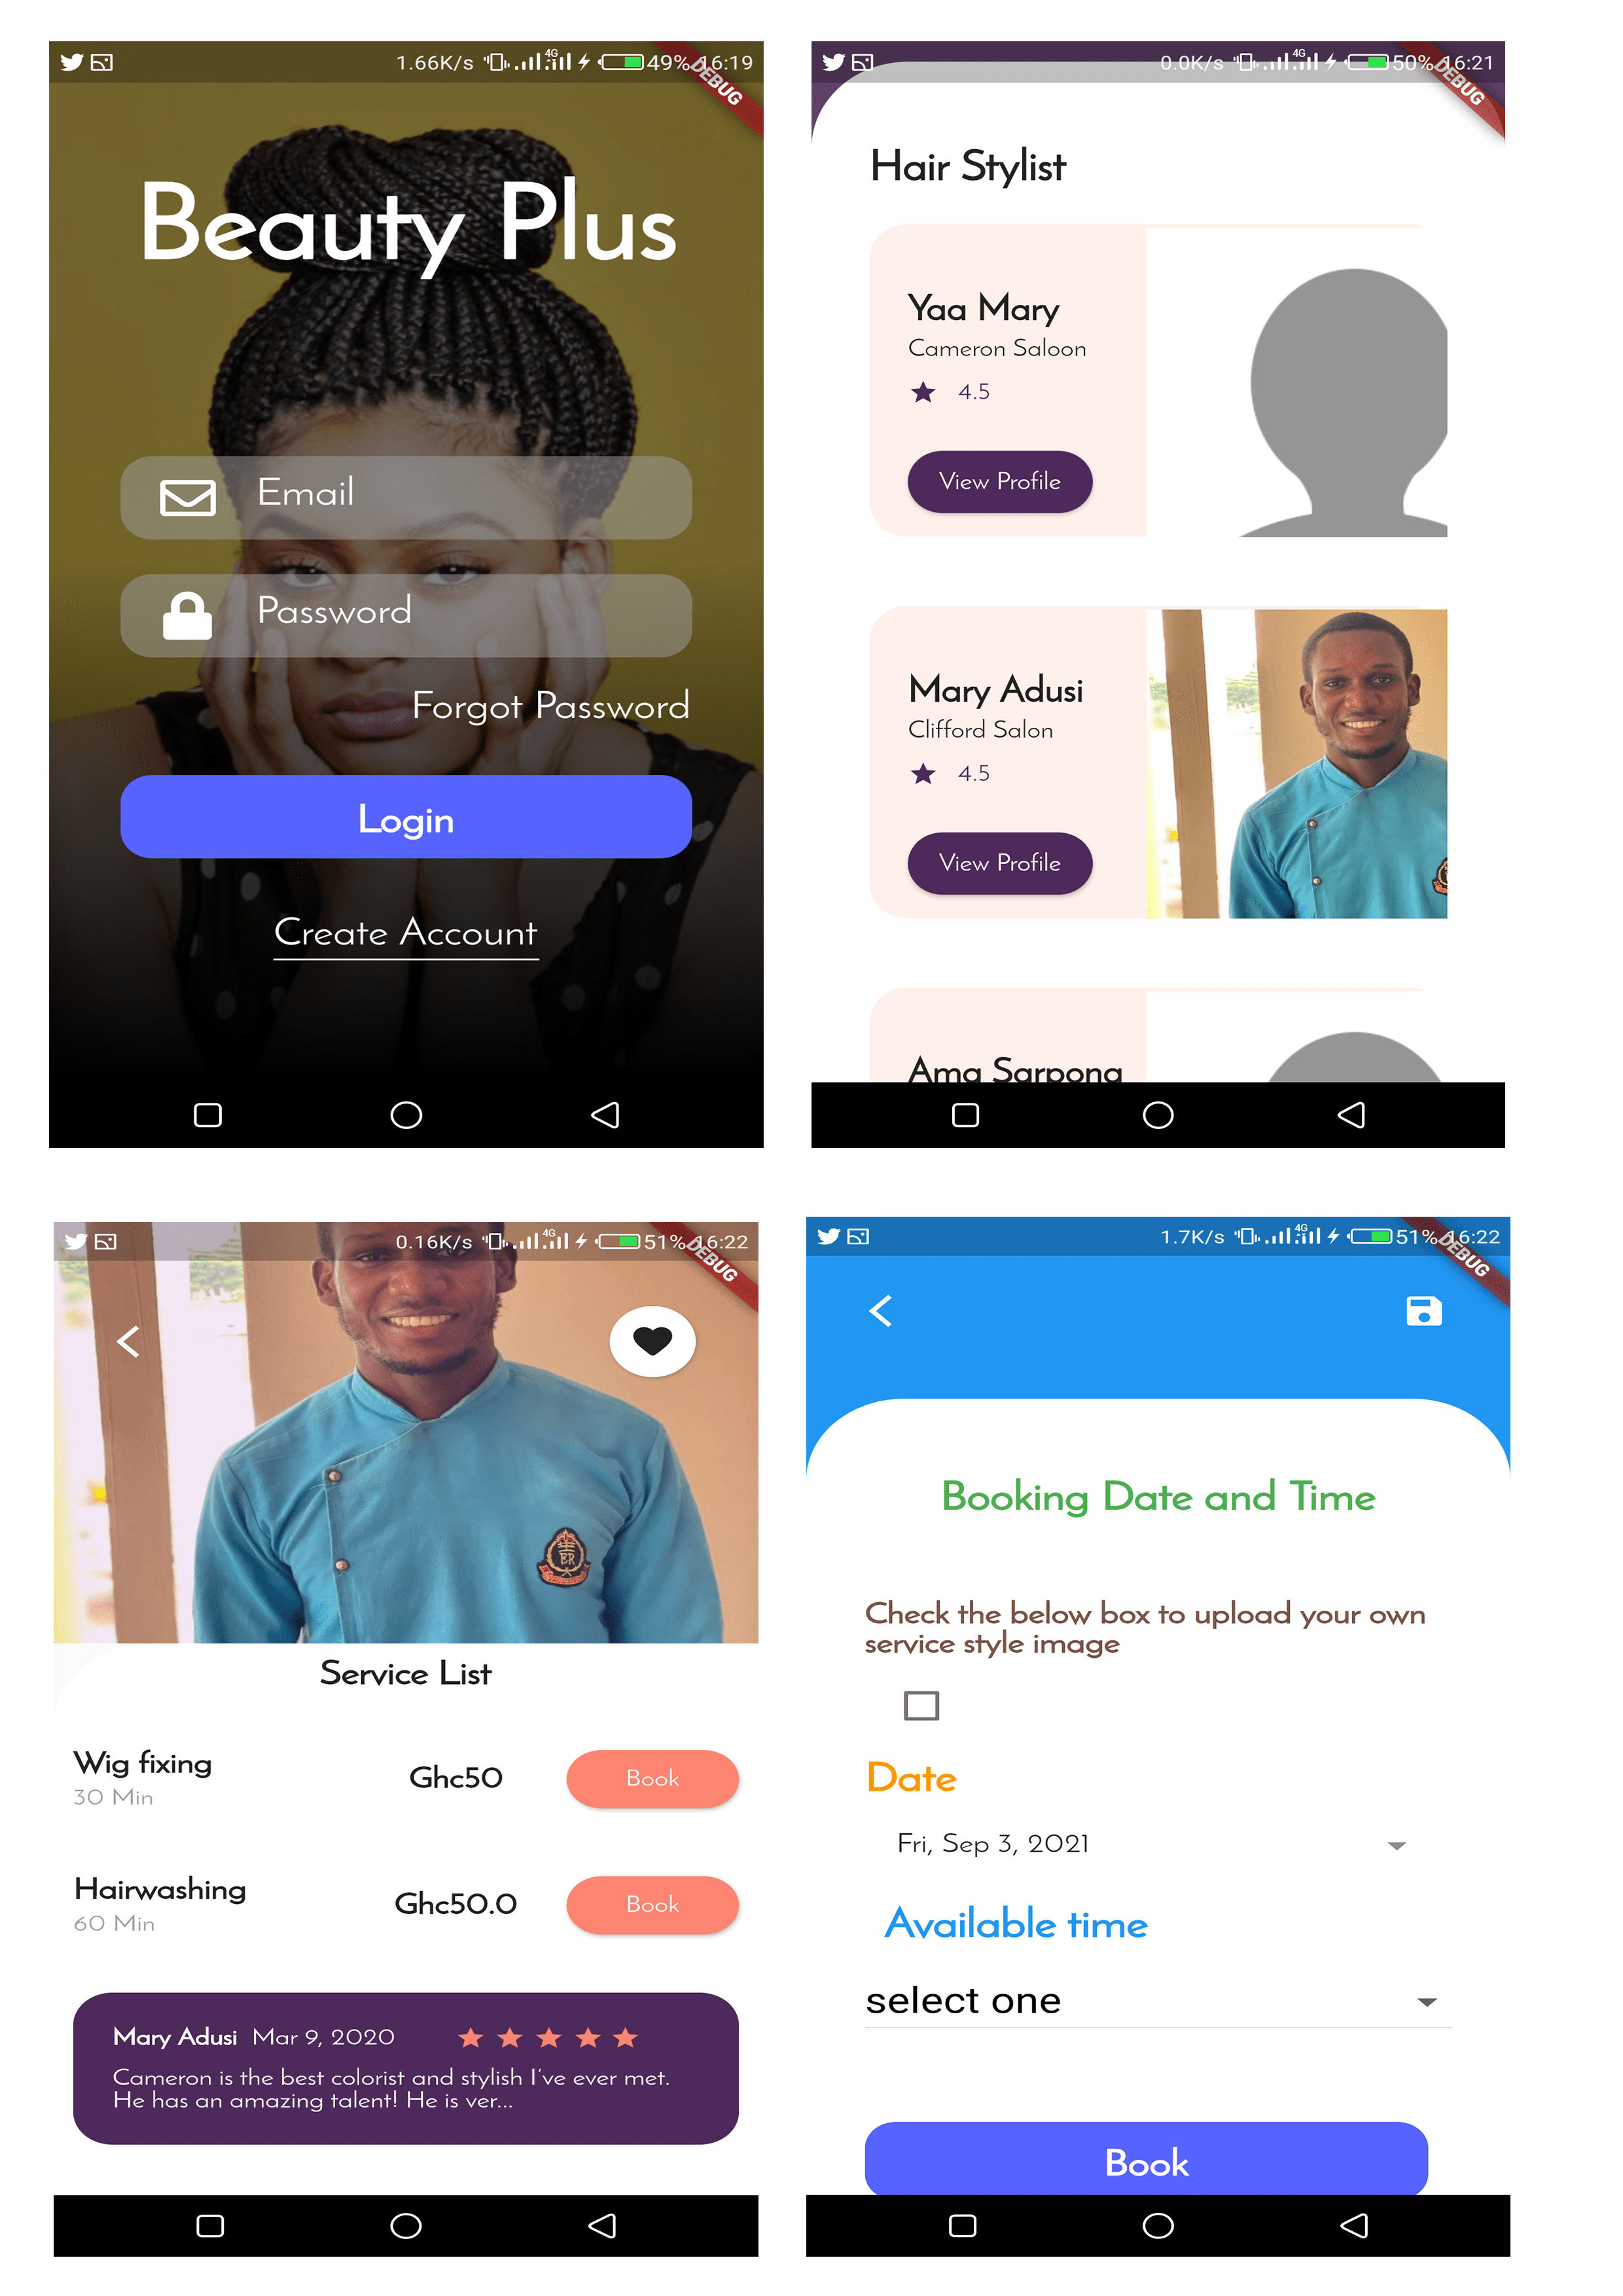 1.66K/s 4G 49% 16:19
DEBUG
Beauty Plus
Email
Password
Forgot Password
Login
Create Account
0.0K/s 4G 50% 16:21
DEBUG
Hair Stylist
Yaa Mary
Cameron Saloon
4.5
View Profile
Mary Adusi
Clifford Salon
4.5
View Profile
Ama Sarpong
0.16K/s 4G 51% 16:22
DEBUG
ER
Service List
Wig fixing
30 Min
Ghc50
Book
Hairwashing
60 Min
Ghc50.0
Book
Mary Adusi Mar 9, 2020
Cameron is the best colorist and stylish I've ever met.
He has an amazing talent! He is ver...
1.7K/s 4G 51% 16:22
DEBUG
Booking Date and Time
Check the below box to upload your own
service style image
Date
Fri, Sep 3, 2021
Available time
select one
Book